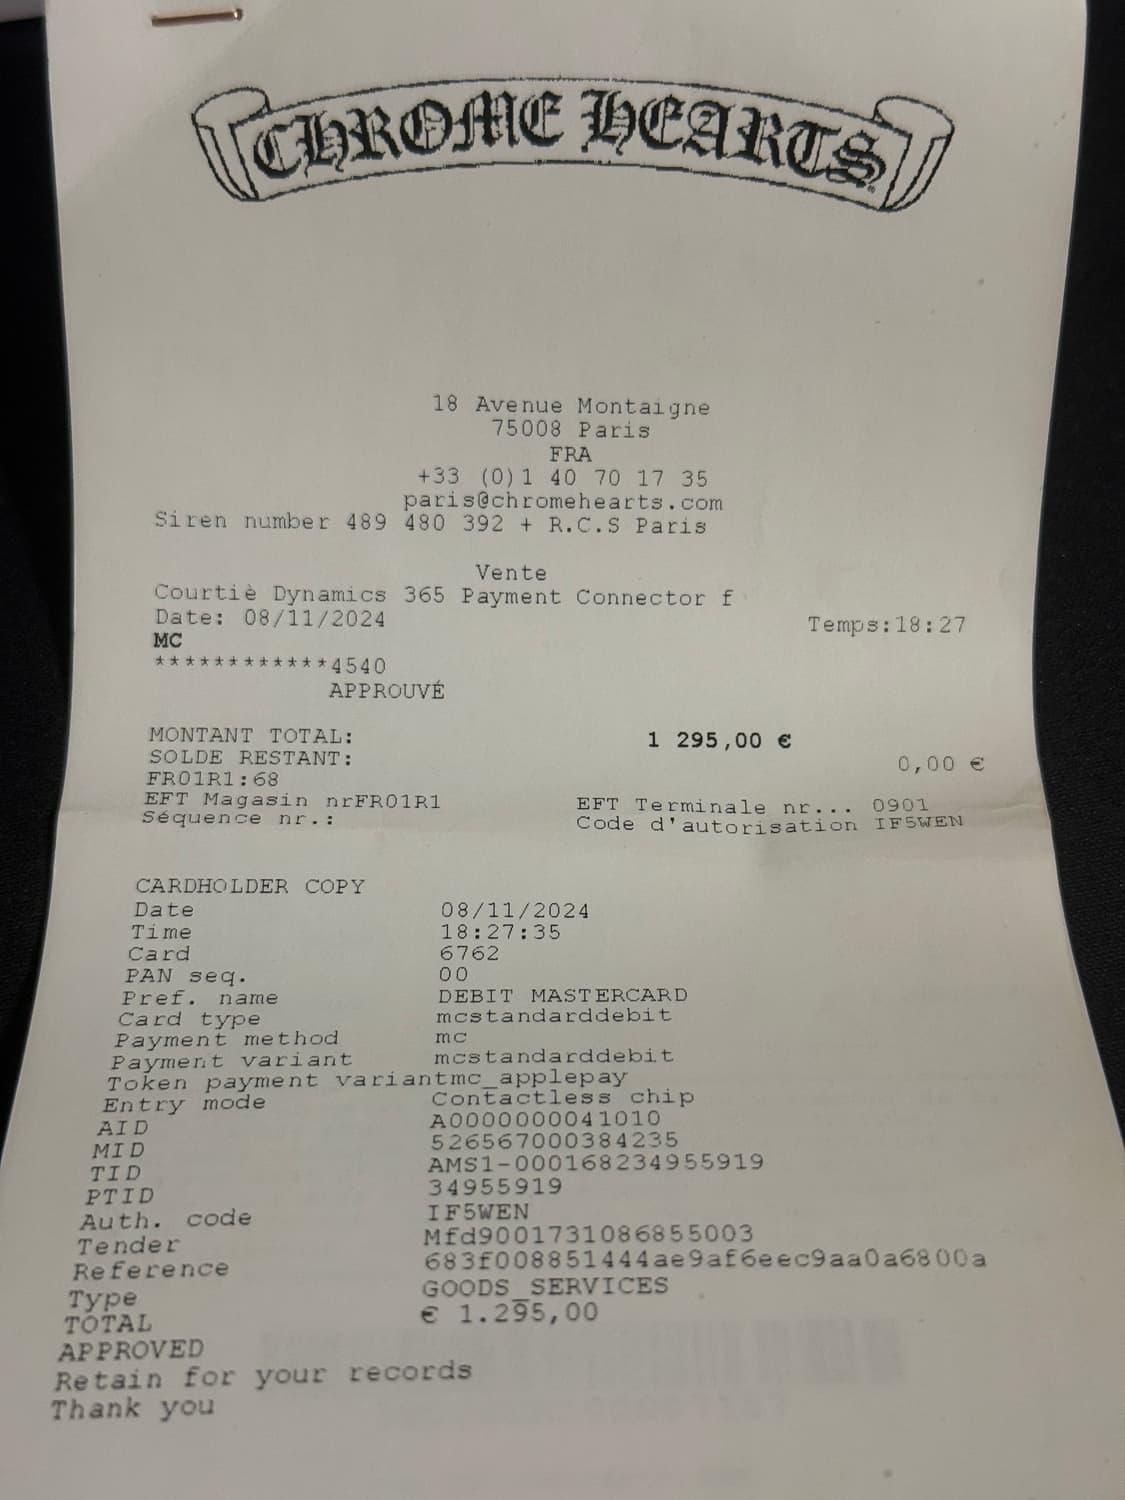 CHROME HEARTS®
18 Avenue Montaigne
75008 Paris
FRA
+33 (0)1 40 70 17 35
paris@chromehearts.com
Siren number 489 480 392 + R.C.S Paris
Vente
Courtiè Dynamics 365 Payment Connector f
Date: 08/11/2024 Temps:18:27
MC
************4540
APPROUVÉ
MONTANT TOTAL: 1 295,00 €
SOLDE RESTANT: 0,00 €
FR01R1:68
EFT Magasin nrFR01R1 EFT Terminale nr... 0901
Séquence nr.: Code d'autorisation IF5WEN
CARDHOLDER COPY
Date 08/11/2024
Time 18:27:35
Card 6762
PAN seq. 00
Pref. name DEBIT MASTERCARD
Card type mcstandarddebit
Payment method mc
Payment variant mcstandarddebit
Token payment variantmc_applepay
Entry mode Contactless chip
AID A0000000041010
MID 526567000384235
TID AMS1-000168234955919
PTID 34955919
Auth. code IF5WEN
Tender Mfd9001731086855003
Reference 683f008851444ae9af6eec9aa0a6800a
Type GOODS_SERVICES
TOTAL € 1.295,00
APPROVED
Retain for your records
Thank you